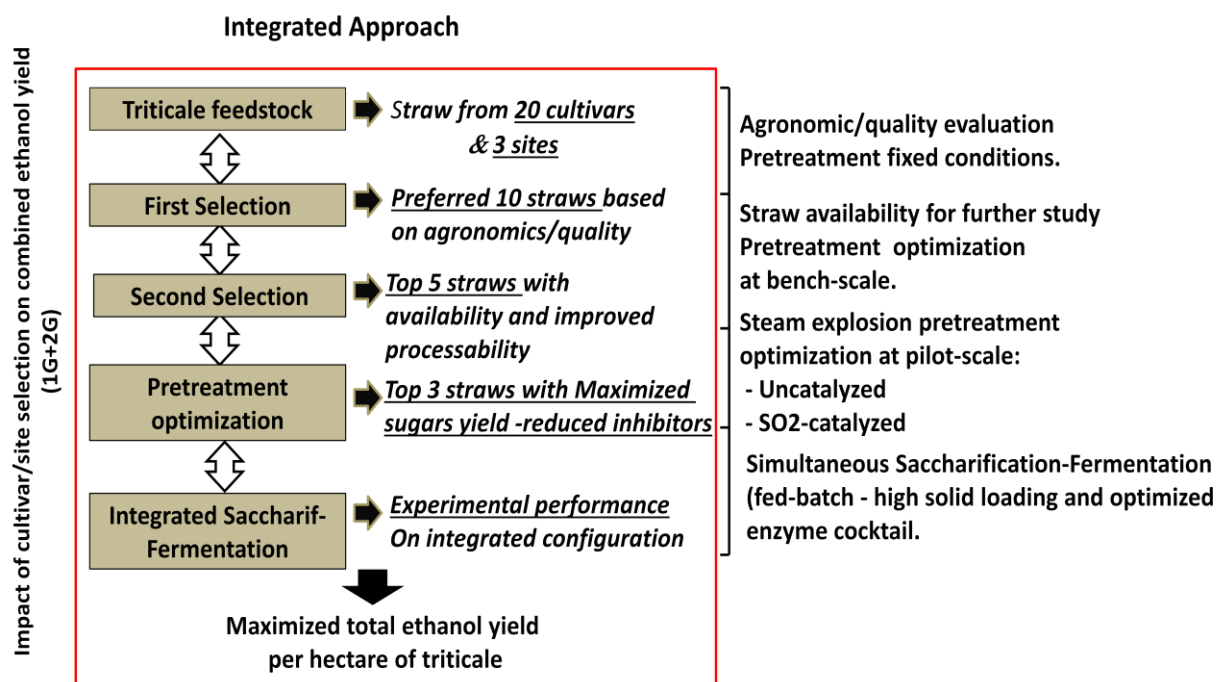 Integrated Approach
Impact of cultivar/site selection on combined ethanol yield
(1G+2G)
Triticale feedstock
Straw from 20 cultivars
& 3 sites
First Selection
Preferred 10 straws based
on agronomics/quality
Second Selection
Top 5 straws with
availability and improved
processability
Pretreatment
optimization
Top 3 straws with Maximized
sugars yield -reduced inhibitors
Integrated Saccharif-
Fermentation
Experimental performance
On integrated configuration
Maximized total ethanol yield
per hectare of triticale
Agronomic/quality evaluation
Pretreatment fixed conditions.
Straw availability for further study
Pretreatment optimization
at bench-scale.
Steam explosion pretreatment
optimization at pilot-scale:
- Uncatalyzed
- SO2-catalyzed
Simultaneous Saccharification-Fermentation
(fed-batch - high solid loading and optimized
enzyme cocktail.